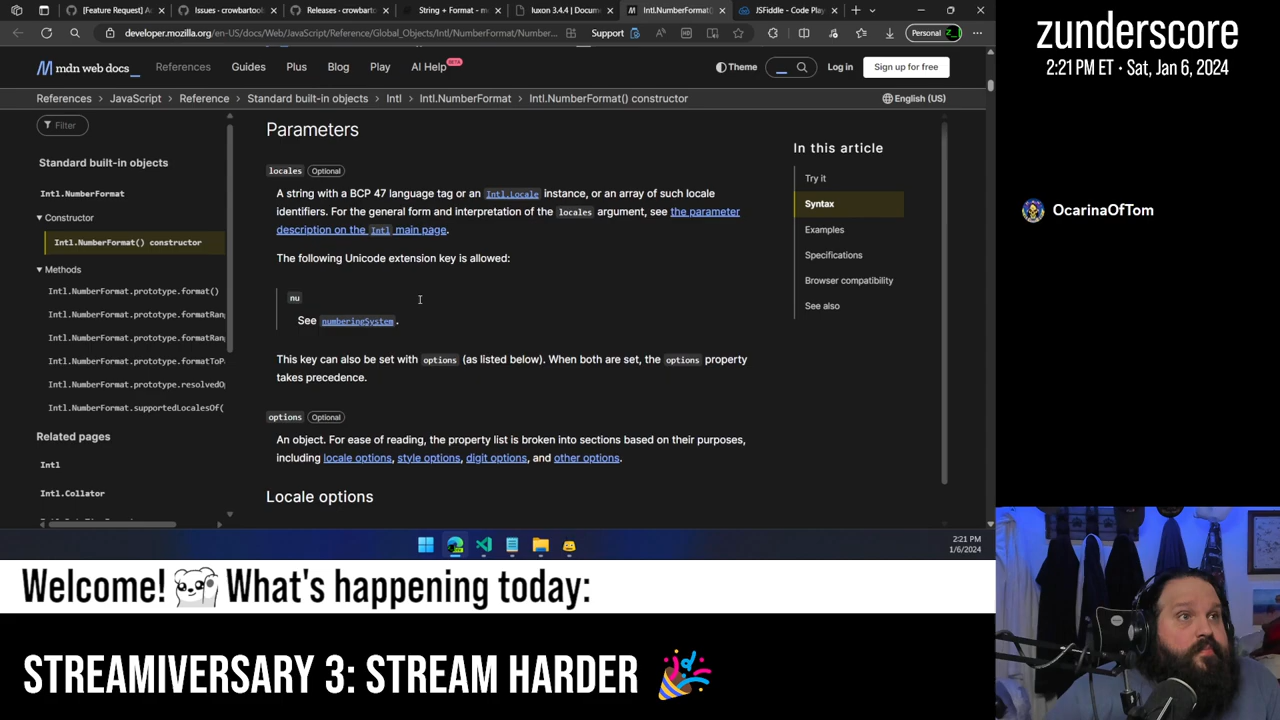 [Feature Request] Ac
Issues · crowbartool
Releases · crowbarto
String + Format - m
luxon 3.4.4 | Docum
Intl.NumberFormat()
JSFiddle - Code Play
developer.mozilla.org/en-US/docs/Web/JavaScript/Reference/Global_Objects/Intl/NumberFormat/Number...
Support
Personal
mdn web docs_
References
Guides
Plus
Blog
Play
AI Help BETA
Theme
Log in
Sign up for free
References > JavaScript > Reference > Standard built-in objects > Intl > Intl.NumberFormat > Intl.NumberFormat() constructor
English (US)
Filter
Standard built-in objects
Intl.NumberFormat
Constructor
Intl.NumberFormat() constructor
Methods
Intl.NumberFormat.prototype.format()
Intl.NumberFormat.prototype.formatRan
Intl.NumberFormat.prototype.formatRan
Intl.NumberFormat.prototype.formatToPa
Intl.NumberFormat.prototype.resolvedO
Intl.NumberFormat.supportedLocalesOf(
Related pages
Intl
Intl.Collator
Parameters
locales Optional
A string with a BCP 47 language tag or an Intl.Locale instance, or an array of such locale
identifiers. For the general form and interpretation of the locales argument, see the parameter
description on the Intl main page.
The following Unicode extension key is allowed:
nu
See numberingSystem.
This key can also be set with options (as listed below). When both are set, the options property
takes precedence.
options Optional
An object. For ease of reading, the property list is broken into sections based on their purposes,
including locale options, style options, digit options, and other options.
Locale options
In this article
Try it
Syntax
Examples
Specifications
Browser compatibility
See also
2:21 PM
1/6/2024
zunderscore
2:21 PM ET • Sat, Jan 6, 2024
OcarinaOfTom
Welcome! What's happening today:
STREAMIVERSARY 3: STREAM HARDER